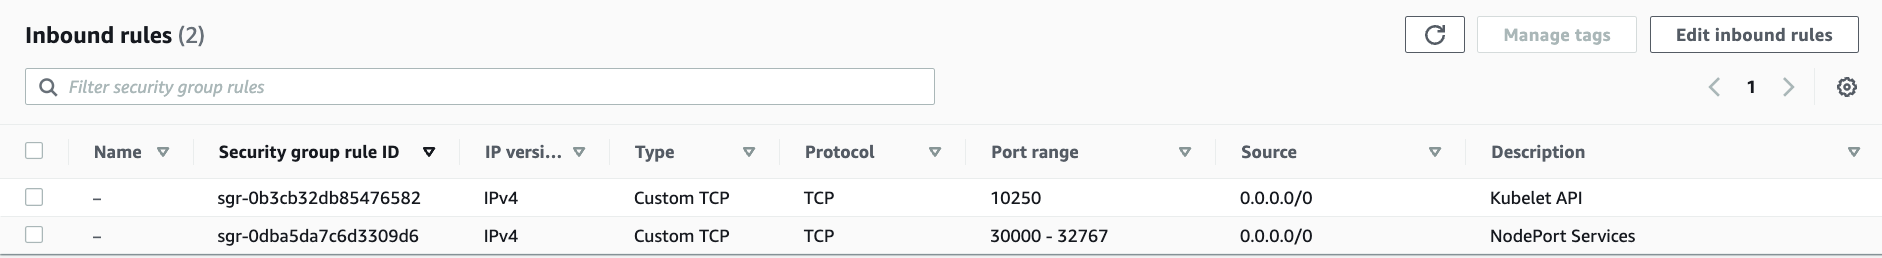 Inbound rules (2)
Manage tags
Edit inbound rules
Filter security group rules
1
Name Security group rule ID IP versi... Type Protocol Port range Source Description
– sgr-0b3cb32db85476582 IPv4 Custom TCP TCP 10250 0.0.0.0/0 Kubelet API
– sgr-0dba5da7c6d3309d6 IPv4 Custom TCP TCP 30000 - 32767 0.0.0.0/0 NodePort Services